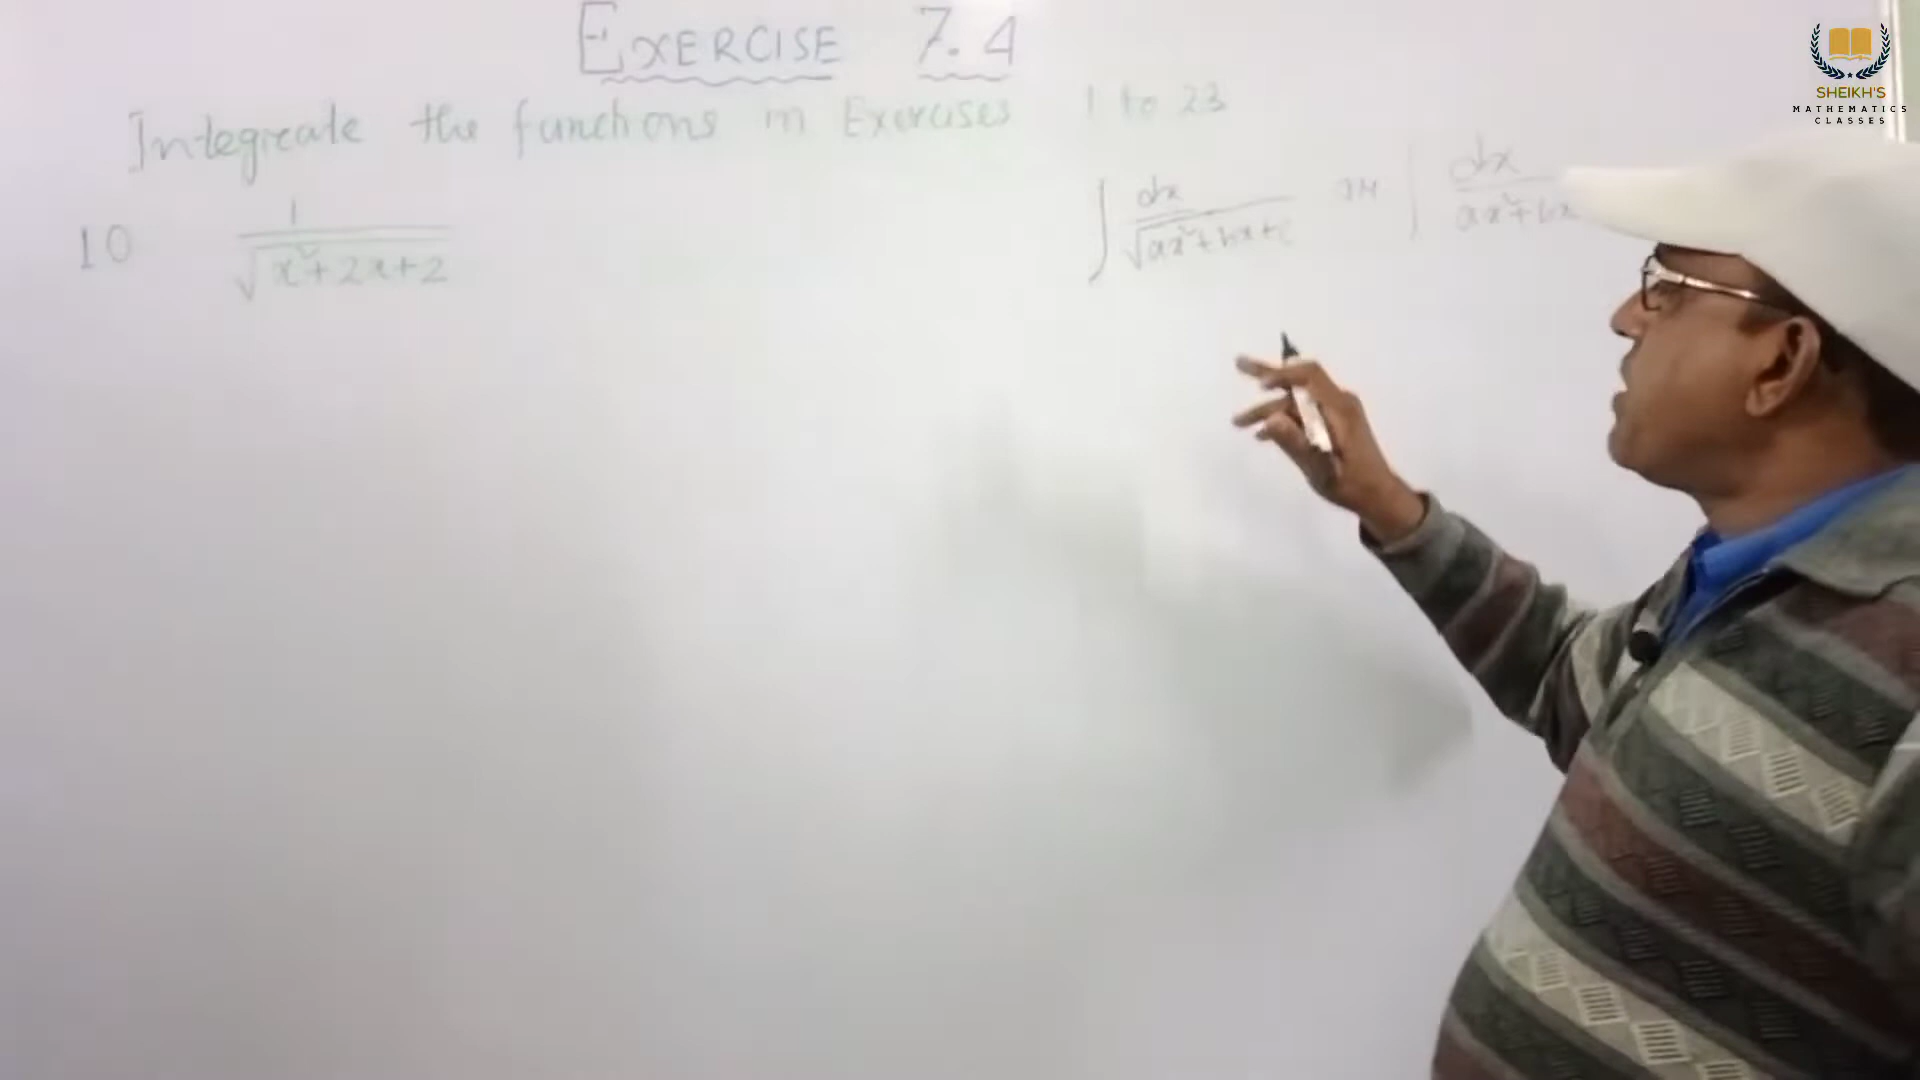 EXERCISE 7.4
Integreate the functions in Exercises 1 to 23
10 1/√(x²+2x+2)
∫ dx/√(ax²+bx+c) or ∫ dx/ax²+bx
SHEIKH'S
MATHEMATICS
CLASSES